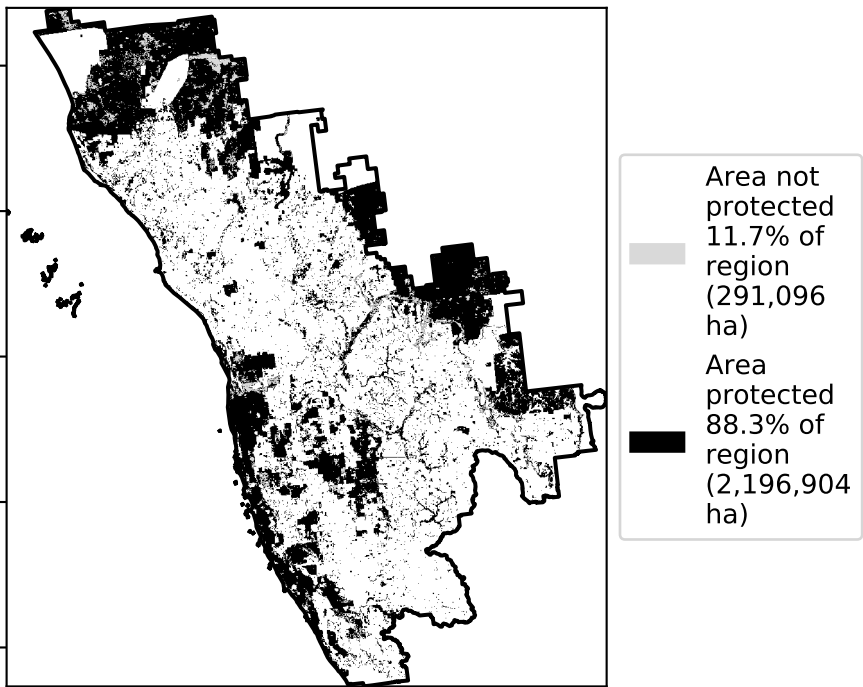 Area not
protected
11.7% of
region
(291,096
ha)
Area
protected
88.3% of
region
(2,196,904
ha)